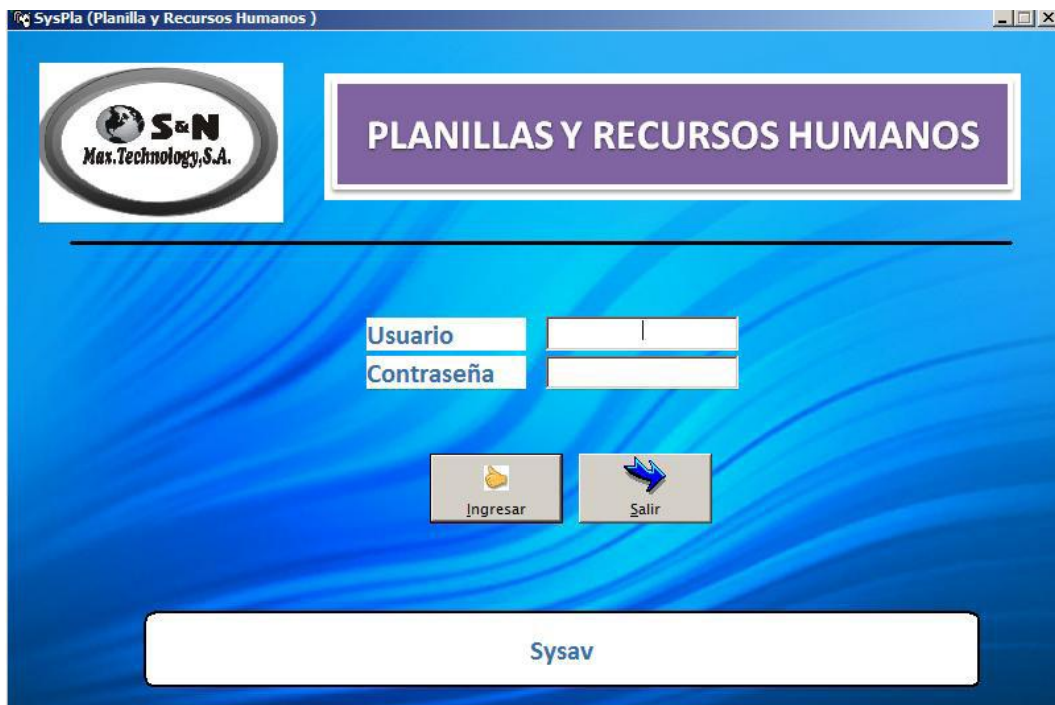 SysPla (Planilla y Recursos Humanos )
S&N
Max.Technology,S.A.
PLANILLAS Y RECURSOS HUMANOS
Usuario
Contraseña
Ingresar
Salir
Sysav